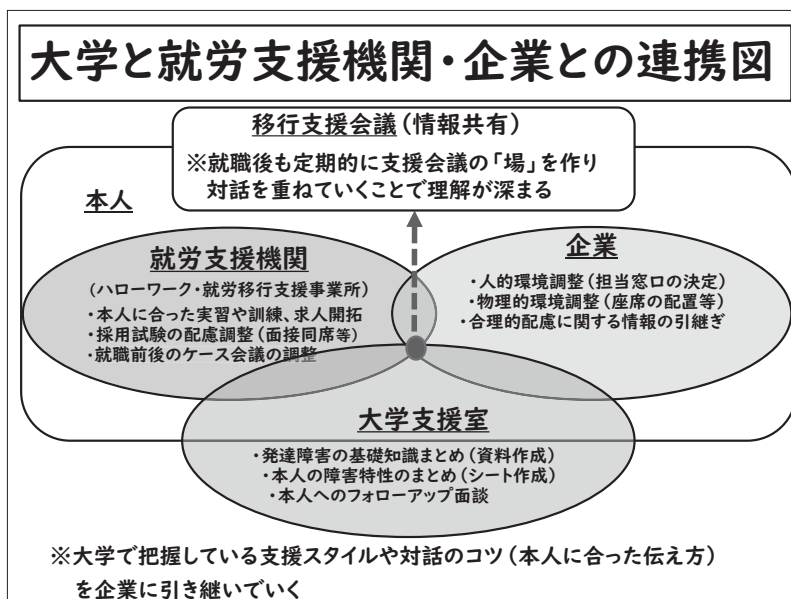 大学と就労支援機関・企業との連携図
移行支援会議(情報共有)
※就職後も定期的に支援会議の「場」を作り
対話を重ねていくことで理解が深まる
本人
就労支援機関
(ハローワーク・就労移行支援事業所)
・本人に合った実習や訓練、求人開拓
・採用試験の配慮調整(面接同席等)
・就職前後のケース会議の調整
企業
・人的環境調整(担当窓口の決定)
・物理的環境調整(座席の配置等)
・合理的配慮に関する情報の引継ぎ
大学支援室
・発達障害の基礎知識まとめ(資料作成)
・本人の障害特性のまとめ(シート作成)
・本人へのフォローアップ面談
※大学で把握している支援スタイルや対話のコツ(本人に合った伝え方)
を企業に引き継いでいく